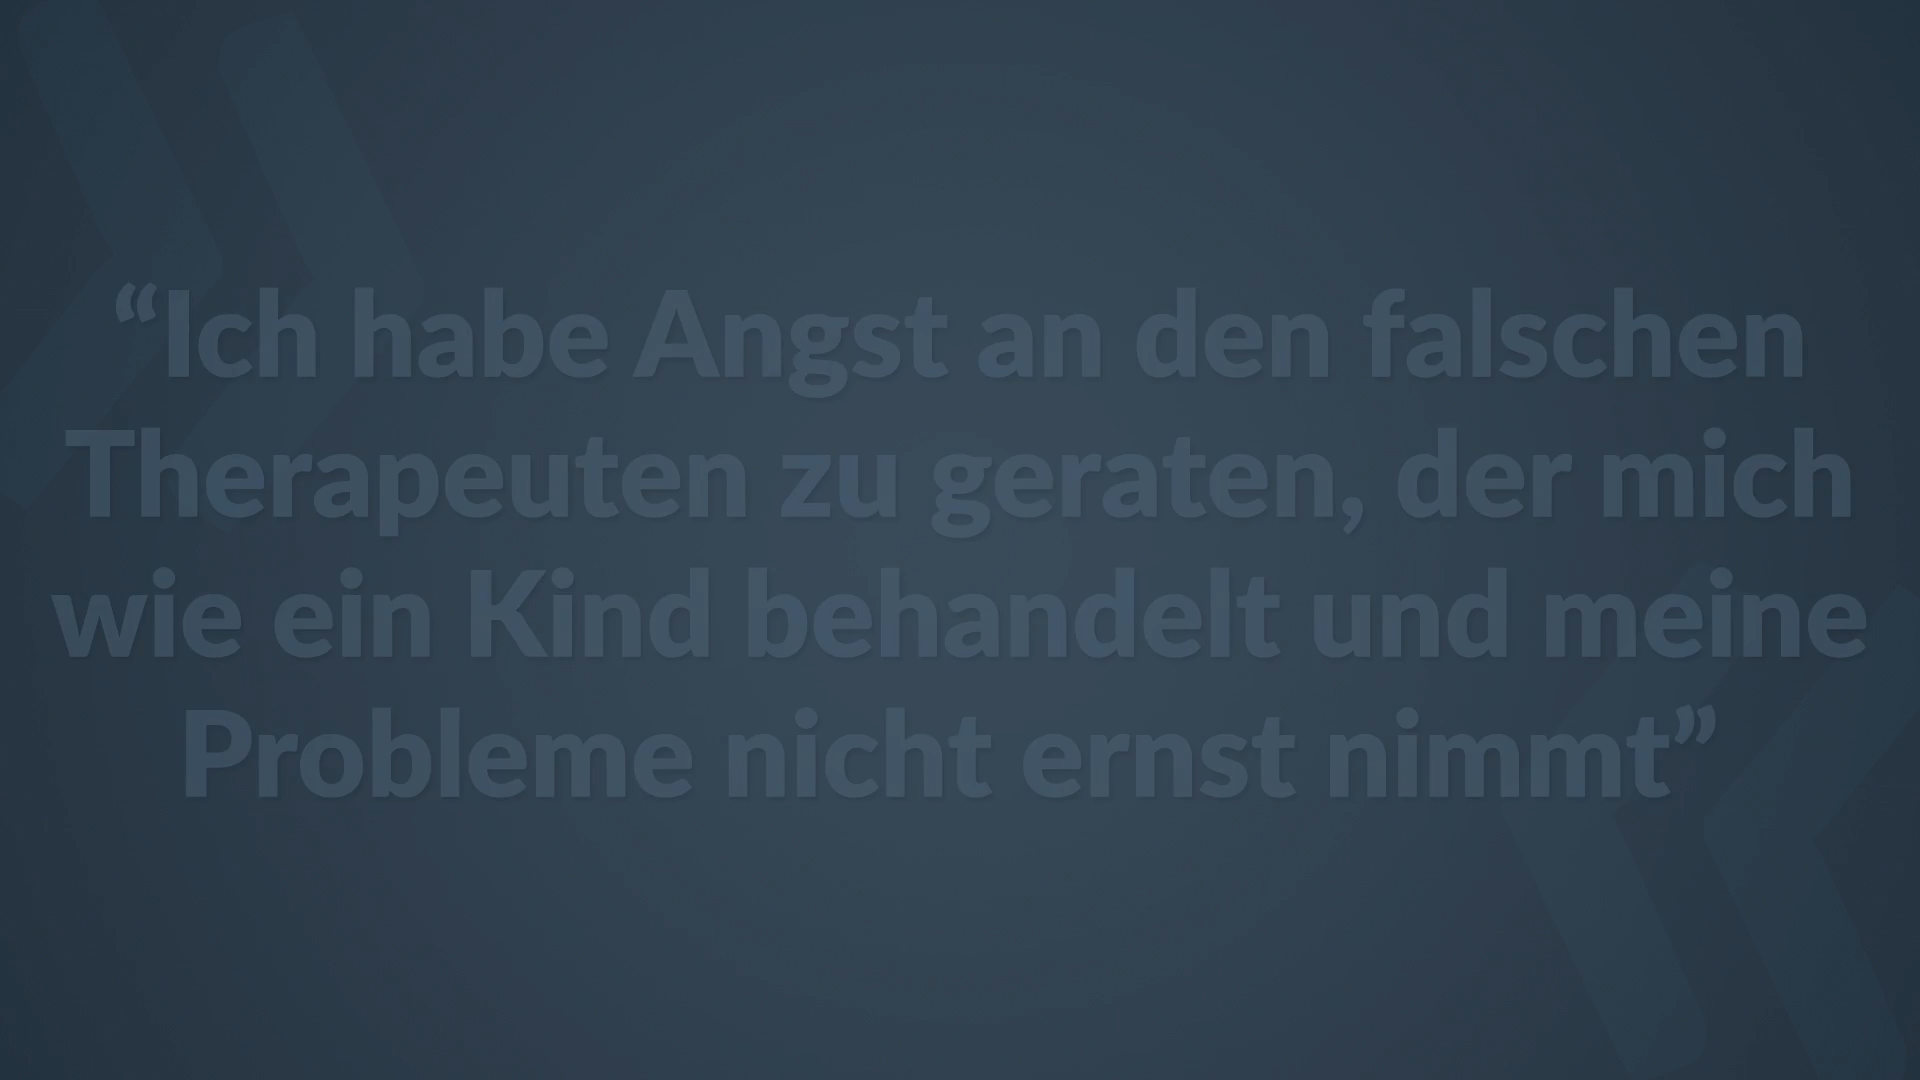 “Ich habe Angst an den falschen
Therapeuten zu geraten, der mich
wie ein Kind behandelt und meine
Probleme nicht ernst nimmt”